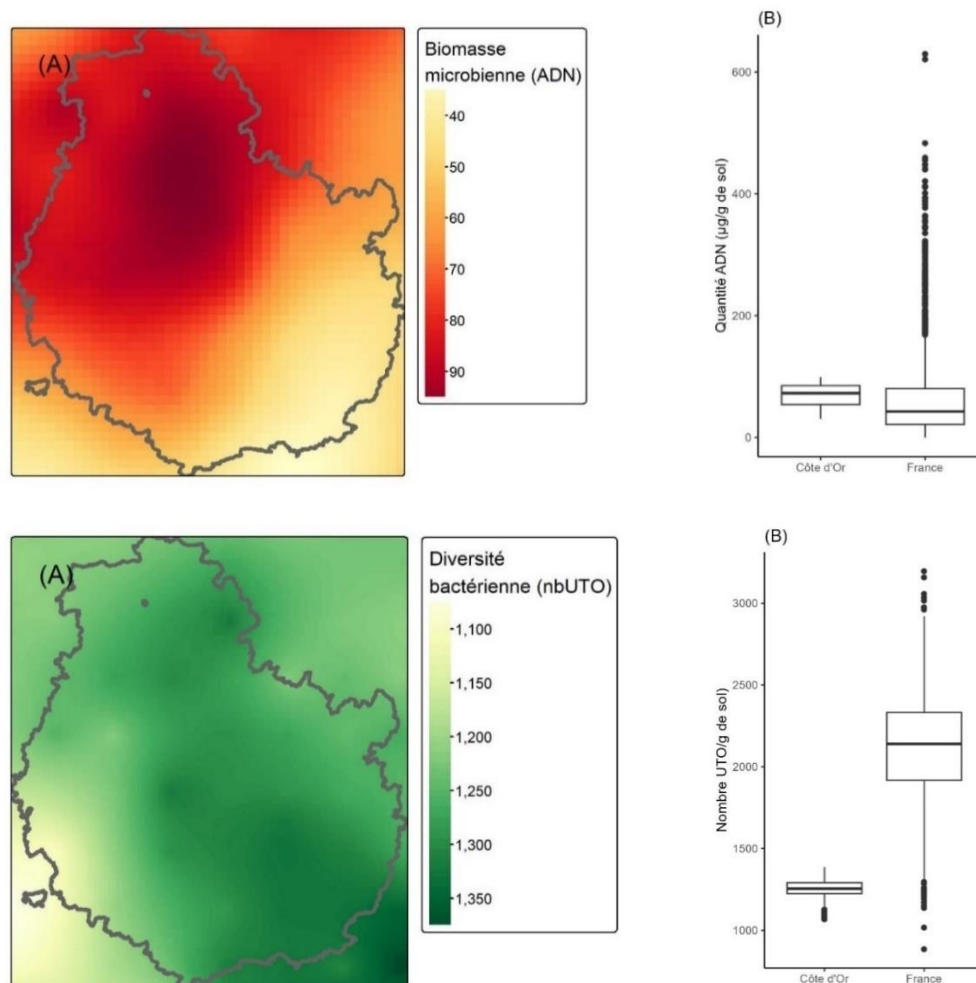 (A)
Biomasse
microbienne (ADN)
40
50
60
70
80
90
(B)
Quantité ADN (µg/g de sol)
600
400
200
0
Côte d'Or
France
(A)
Diversité
bactérienne (nbUTO)
1,100
1,150
1,200
1,250
1,300
1,350
(B)
Nombre UTO/g de sol)
3000
2500
2000
1500
1000
Côte d'Or
France